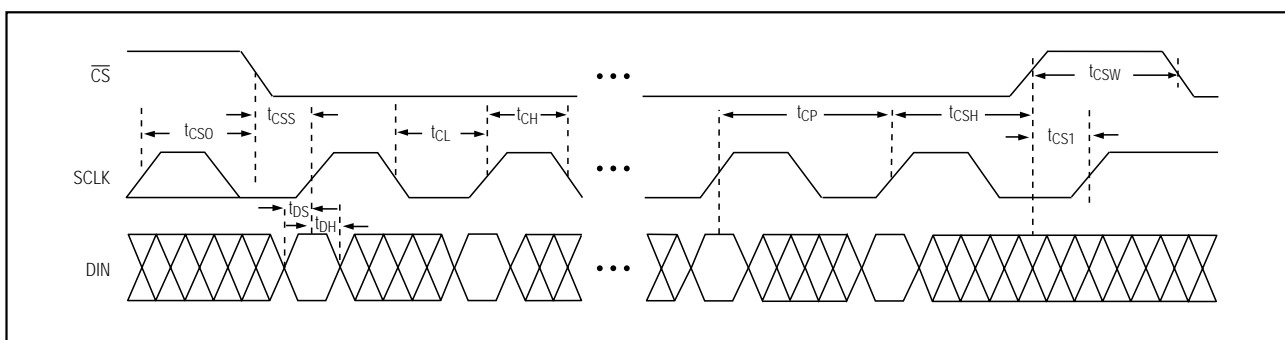 CS
tCSW
tCSS
tCH
tCP
tCSH
tCSO
tCL
tCS1
SCLK
tDS
tDH
DIN